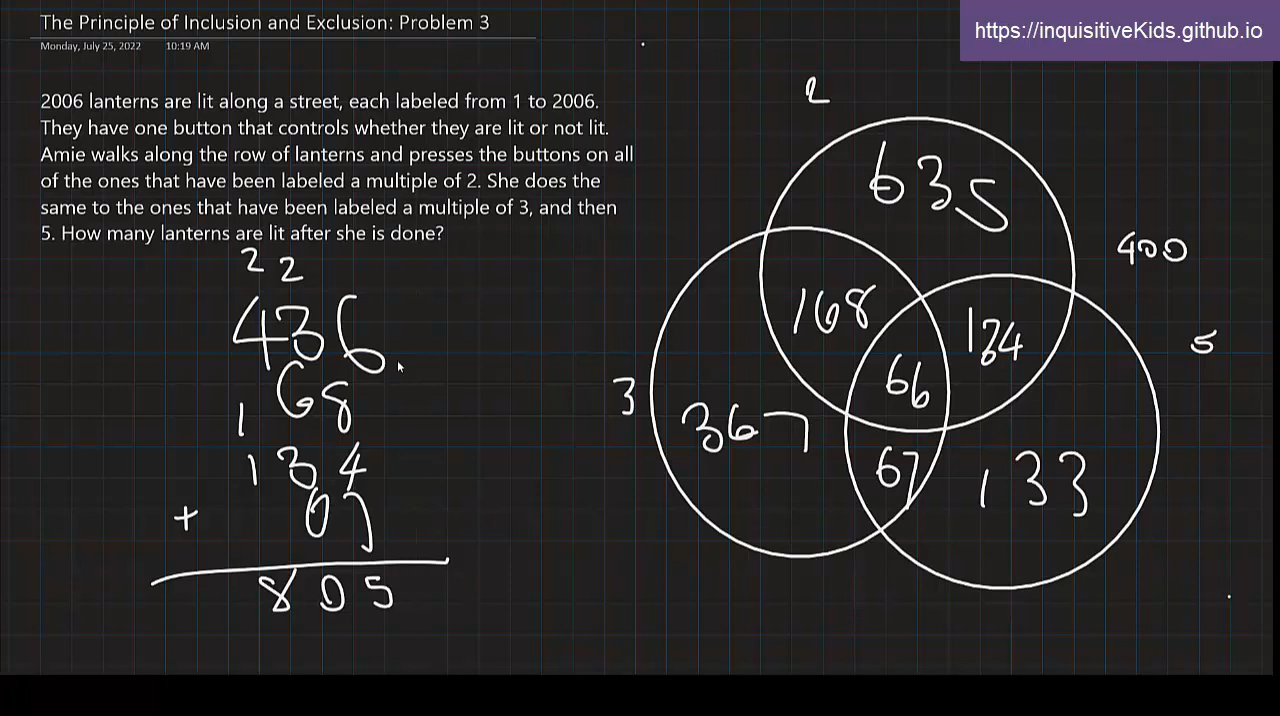 The Principle of Inclusion and Exclusion: Problem 3
Monday, July 25, 2022 10:19 AM
https://inquisitiveKids.github.io
2006 lanterns are lit along a street, each labeled from 1 to 2006.
They have one button that controls whether they are lit or not lit.
Amie walks along the row of lanterns and presses the buttons on all
of the ones that have been labeled a multiple of 2. She does the
same to the ones that have been labeled a multiple of 3, and then
5. How many lanterns are lit after she is done?
2 2
436
168
134
+ 67
805
2
635
400
168
134
5
66
3
367
67
133